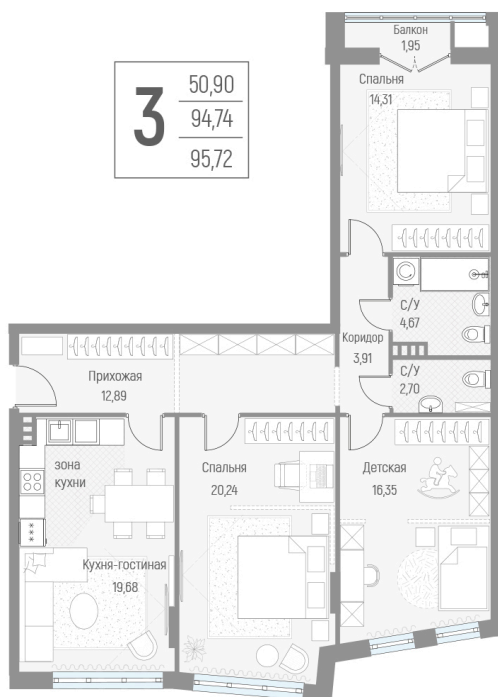 Балкон
1,95
Спальня
14,31
3
50,90
94,74
95,72
С/У
4,67
Коридор
3,91
Прихожая
12,89
С/У
2,70
зона
кухни
Спальня
20,24
Детская
16,35
Кухня-гостиная
19,68